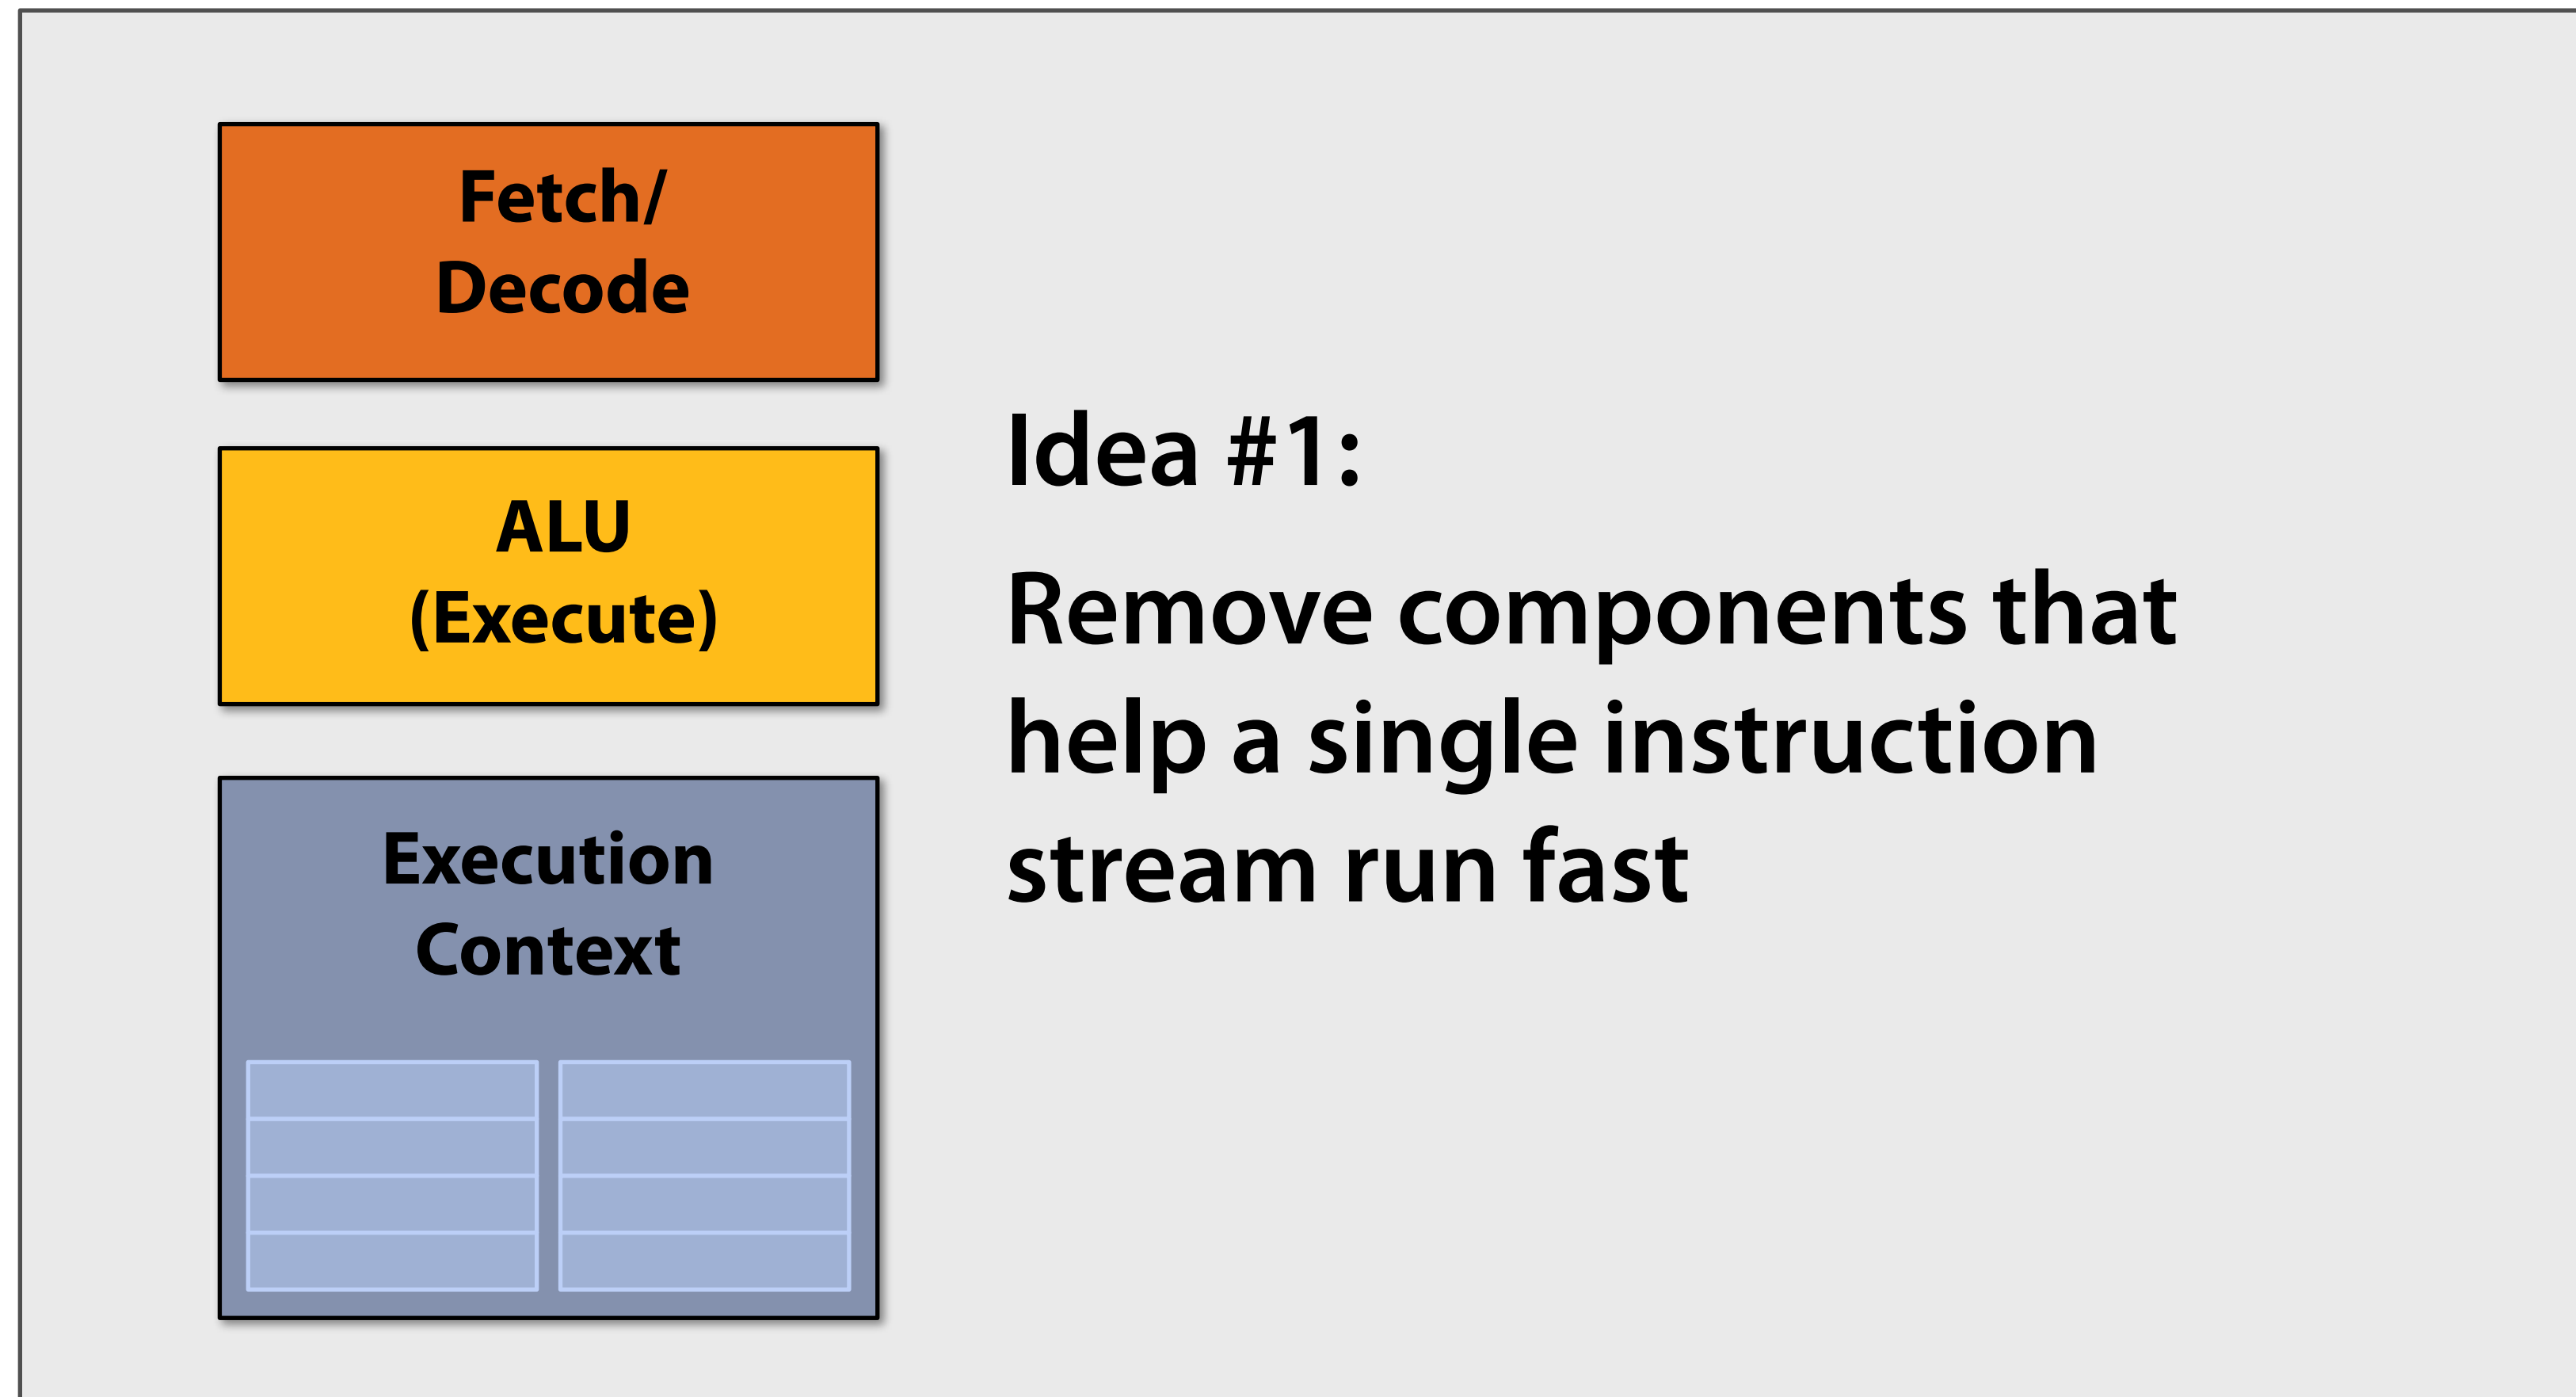 Fetch/
Decode
ALU
(Execute)
Execution
Context
Idea #1:
Remove components that
help a single instruction
stream run fast